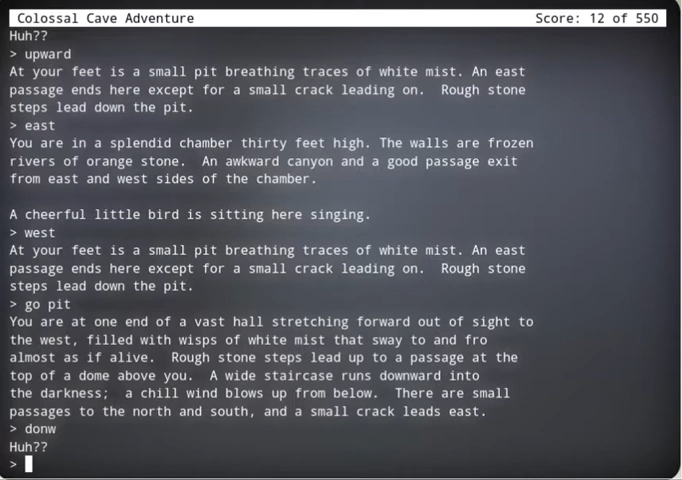 Colossal Cave Adventure Score: 12 of 550
Huh??
> upward
At your feet is a small pit breathing traces of white mist. An east
passage ends here except for a small crack leading on.  Rough stone
steps lead down the pit.
> east
You are in a splendid chamber thirty feet high. The walls are frozen
rivers of orange stone.  An awkward canyon and a good passage exit
from east and west sides of the chamber.

A cheerful little bird is sitting here singing.
> west
At your feet is a small pit breathing traces of white mist. An east
passage ends here except for a small crack leading on.  Rough stone
steps lead down the pit.
> go pit
You are at one end of a vast hall stretching forward out of sight to
the west, filled with wisps of white mist that sway to and fro
almost as if alive.  Rough stone steps lead up to a passage at the
top of a dome above you.  A wide staircase runs downward into
the darkness;  a chill wind blows up from below.  There are small
passages to the north and south, and a small crack leads east.
> donw
Huh??
>